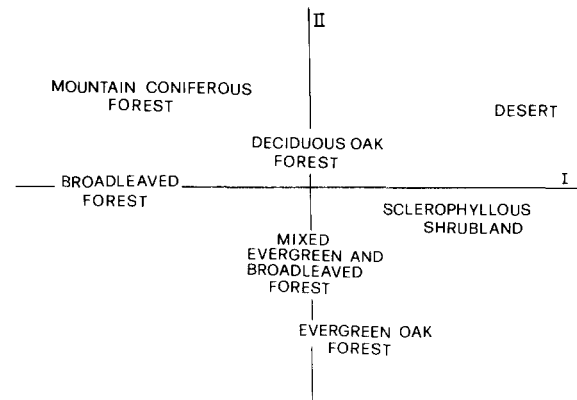 II
MOUNTAIN CONIFEROUS
FOREST
DESERT
DECIDUOUS OAK
FOREST
I
BROADLEAVED
FOREST
SCLEROPHYLLOUS
SHRUBLAND
MIXED
EVERGREEN AND
BROADLEAVED
FOREST
EVERGREEN OAK
FOREST